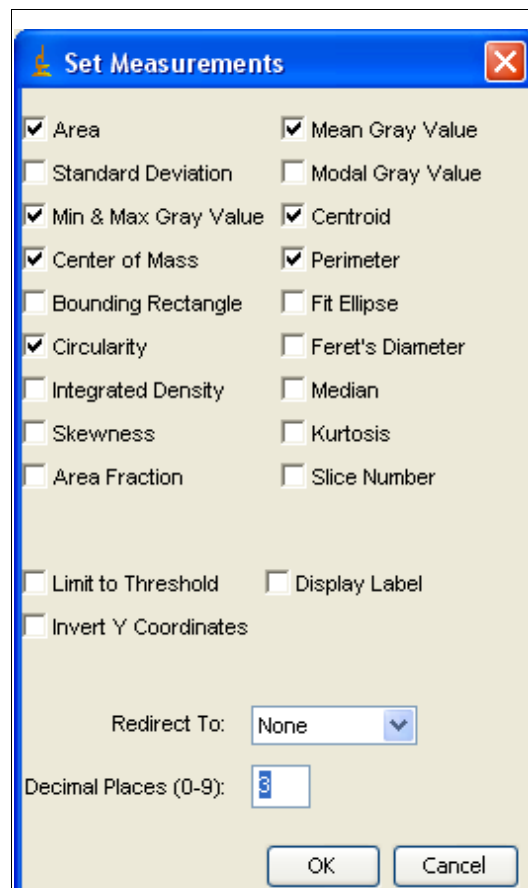 Set Measurements
Area Mean Gray Value
Standard Deviation Modal Gray Value
Min & Max Gray Value Centroid
Center of Mass Perimeter
Bounding Rectangle Fit Ellipse
Circularity Feret's Diameter
Integrated Density Median
Skewness Kurtosis
Area Fraction Slice Number
Limit to Threshold Display Label
Invert Y Coordinates
Redirect To: None
Decimal Places (0-9): 3
OK Cancel